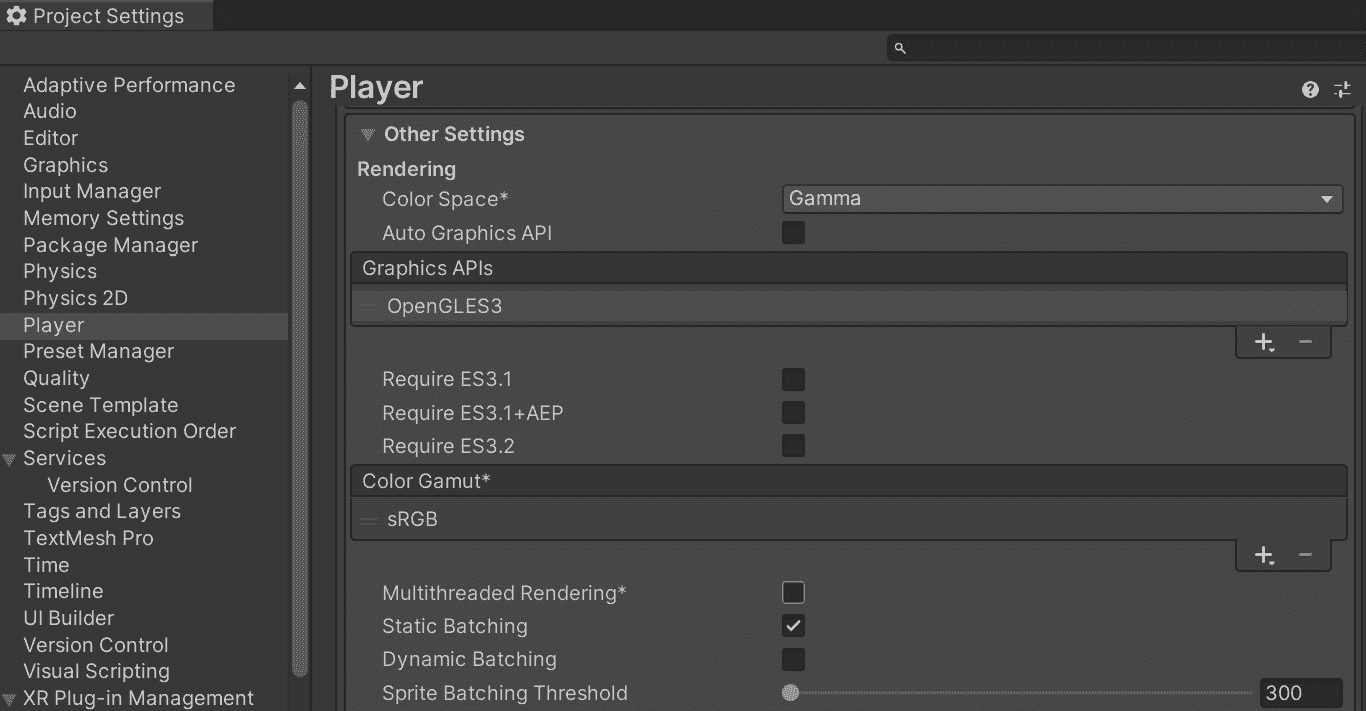 Project Settings
Adaptive Performance
Audio
Editor
Graphics
Input Manager
Memory Settings
Package Manager
Physics
Physics 2D
Player
Preset Manager
Quality
Scene Template
Script Execution Order
Services
Version Control
Tags and Layers
TextMesh Pro
Time
Timeline
UI Builder
Version Control
Visual Scripting
XR Plug-in Management
Player
Other Settings
Rendering
Color Space* Gamma
Auto Graphics API
Graphics APIs
OpenGLES3
Require ES3.1
Require ES3.1+AEP
Require ES3.2
Color Gamut*
sRGB
Multithreaded Rendering*
Static Batching
Dynamic Batching
Sprite Batching Threshold 300